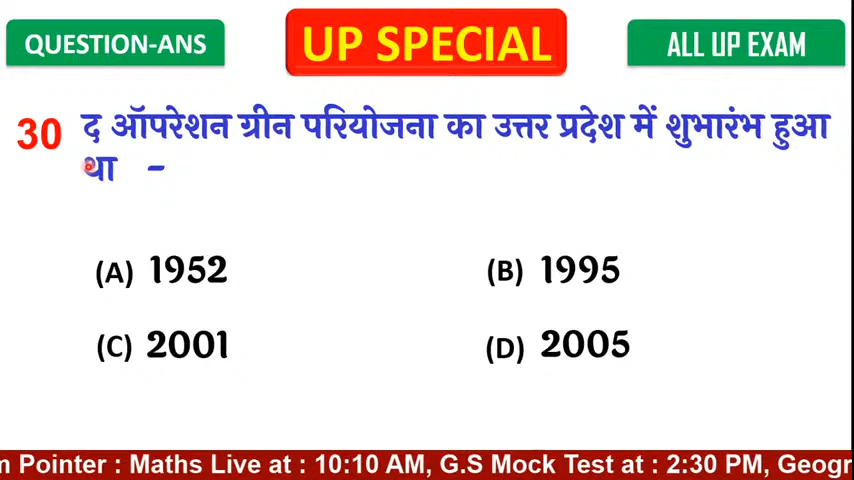 QUESTION-ANS
UP SPECIAL
ALL UP EXAM
30 द ऑपरेशन ग्रीन परियोजना का उत्तर प्रदेश में शुभारंभ हुआ
था -
(A) 1952
(B) 1995
(C) 2001
(D) 2005
m Pointer : Maths Live at : 10:10 AM, G.S Mock Test at : 2:30 PM, Geogr